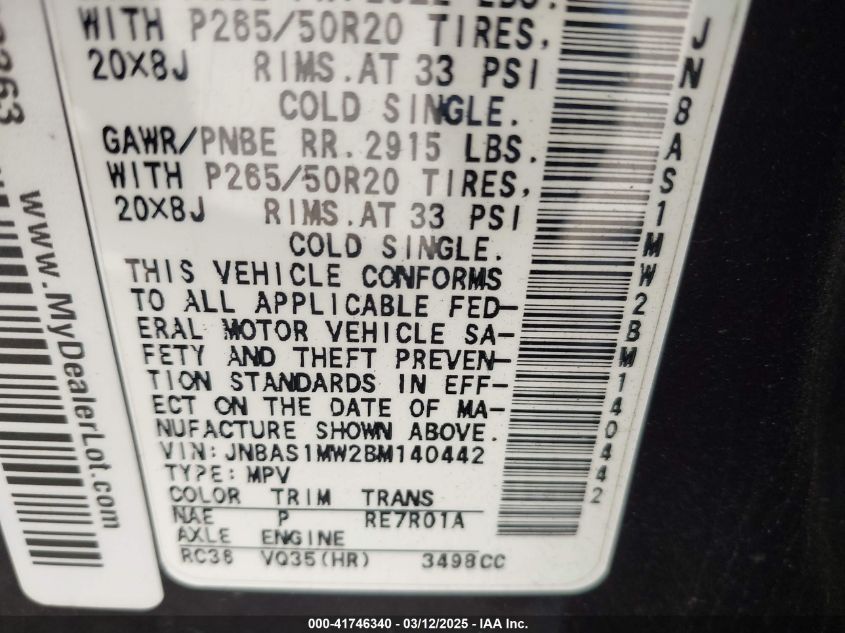 WITH P265/50R20 TIRES,
20X8J RIMS.AT 33 PSI
COLD SINGLE.
GAWR/PNBE RR.2915 LBS.
WITH P265/50R20 TIRES,
20X8J RIMS.AT 33 PSI
COLD SINGLE.
THIS VEHICLE CONFORMS
TO ALL APPLICABLE FED-
ERAL MOTOR VEHICLE SA-
FETY AND THEFT PREVEN-
TION STANDARDS IN EFF-
ECT ON THE DATE OF MA-
NUFACTURE SHOWN ABOVE.
VIN: JN8AS1MW2BM140442
TYPE: MPV
COLOR TRIM TRANS
NAE P RE7R01A
AXLE ENGINE
RC36 VQ35(HR) 3498CC
JN8AS1MW2BM140442
www.MyDealerLot.com
000-41746340 - 03/12/2025 - IAA Inc.